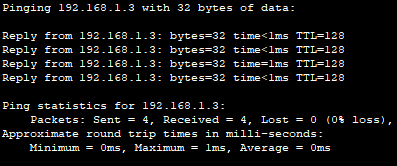 Pinging 192.168.1.3 with 32 bytes of data:
Reply from 192.168.1.3: bytes=32 time<1ms TTL=128
Reply from 192.168.1.3: bytes=32 time<1ms TTL=128
Reply from 192.168.1.3: bytes=32 time<1ms TTL=128
Reply from 192.168.1.3: bytes=32 time<1ms TTL=128
Ping statistics for 192.168.1.3:
Packets: Sent = 4, Received = 4, Lost = 0 (0% loss),
Approximate round trip times in milli-seconds:
Minimum = 0ms, Maximum = 1ms, Average = 0ms